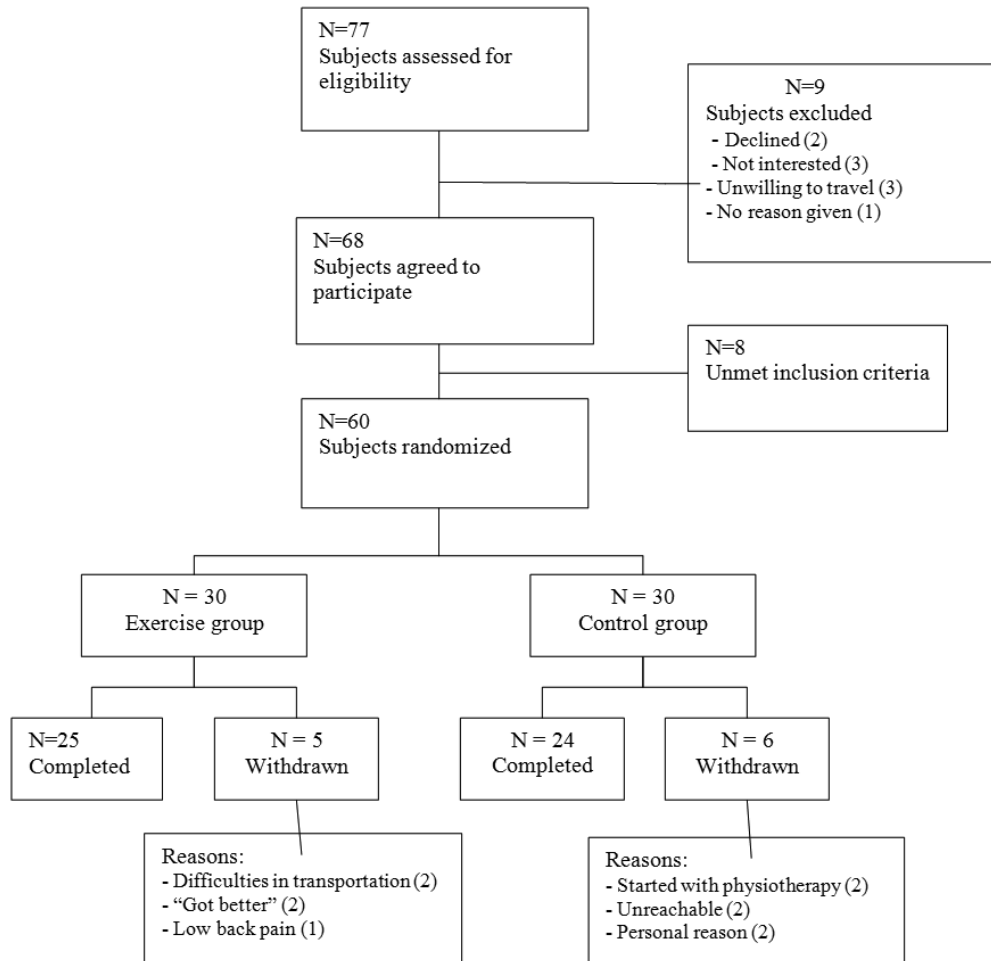 N=77
Subjects assessed for
eligibility
N=9
Subjects excluded
- Declined (2)
- Not interested (3)
- Unwilling to travel (3)
- No reason given (1)
N=68
Subjects agreed to
participate
N=8
Unmet inclusion criteria
N=60
Subjects randomized
N = 30
Exercise group
N = 30
Control group
N=25
Completed
N = 5
Withdrawn
N = 24
Completed
N = 6
Withdrawn
Reasons:
- Difficulties in transportation (2)
- “Got better” (2)
- Low back pain (1)
Reasons:
- Started with physiotherapy (2)
- Unreachable (2)
- Personal reason (2)